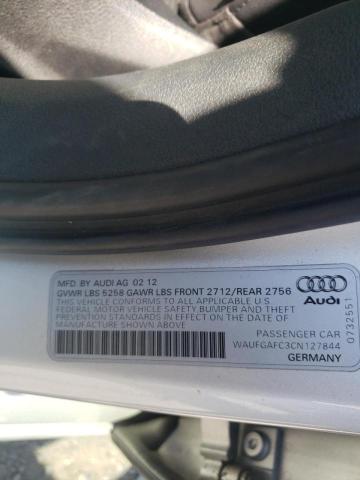 MFD. BY AUDI AG 02 12
GVWR LBS 5258 GAWR LBS FRONT 2712/REAR 2756
THIS VEHICLE CONFORMS TO ALL APPLICABLE U.S.
FEDERAL MOTOR VEHICLE SAFETY, BUMPER AND THEFT
PREVENTION STANDARDS IN EFFECT ON THE
DATE OF MANUFACTURE SHOWN ABOVE.
Audi
0732551
PASSENGER CAR
WAUFGAFC3CN127844
GERMANY